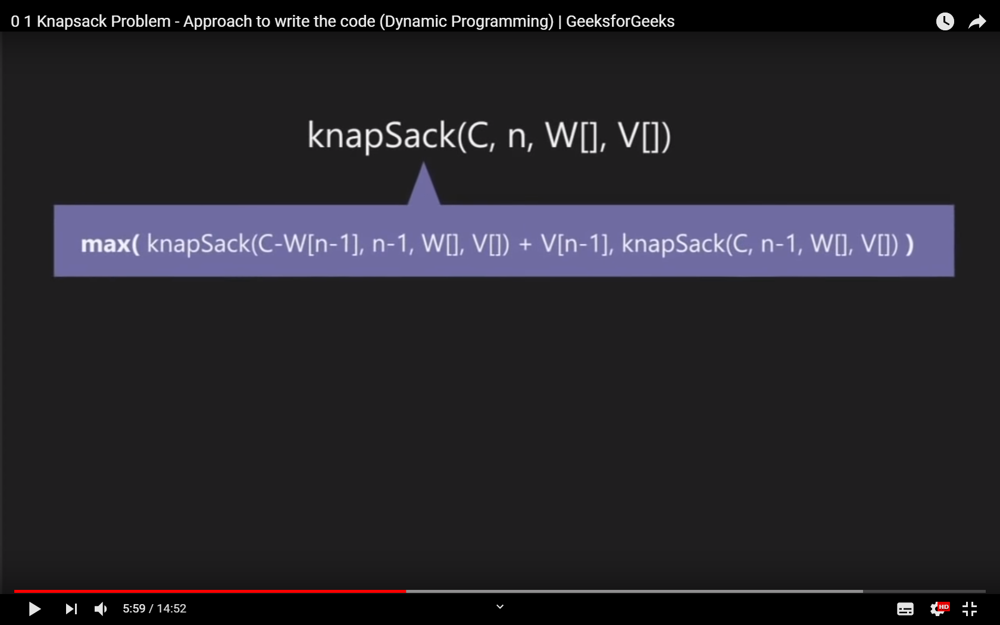 0 1 Knapsack Problem - Approach to write the code (Dynamic Programming) | GeeksforGeeks
knapSack(C, n, W[], V[])
max( knapSack(C-W[n-1], n-1, W[], V[]) + V[n-1], knapSack(C, n-1, W[], V[]) )
5:59 / 14:52
HD